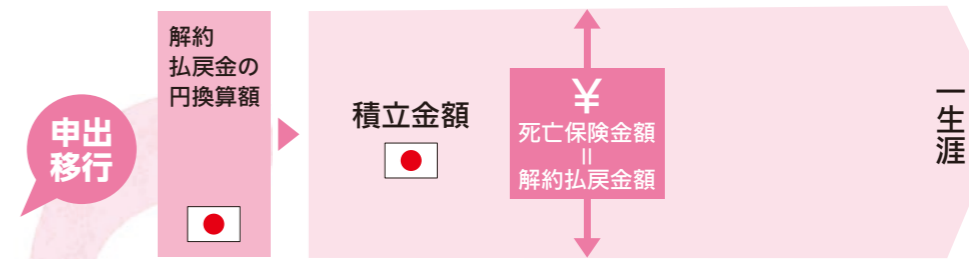 申出
移行
解約
払戻金の
円換算額
積立金額
¥
死亡保険金額
=
解約払戻金額
一生涯